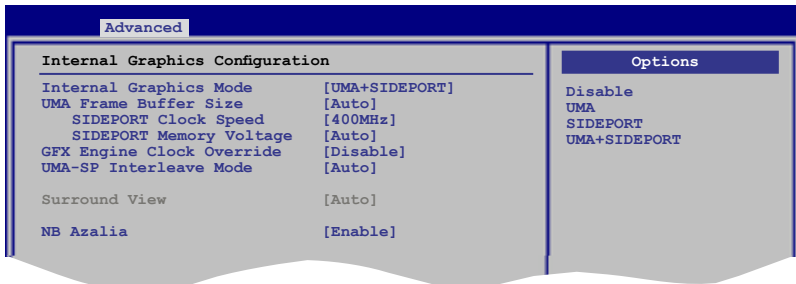 Advanced
Internal Graphics Configuration
Internal Graphics Mode [UMA+SIDEPORT]
UMA Frame Buffer Size [Auto]
SIDEPORT Clock Speed [400MHz]
SIDEPORT Memory Voltage [Auto]
GFX Engine Clock Override [Disable]
UMA-SP Interleave Mode [Auto]
Surround View [Auto]
NB Azalia [Enable]
Options
Disable
UMA
SIDEPORT
UMA+SIDEPORT